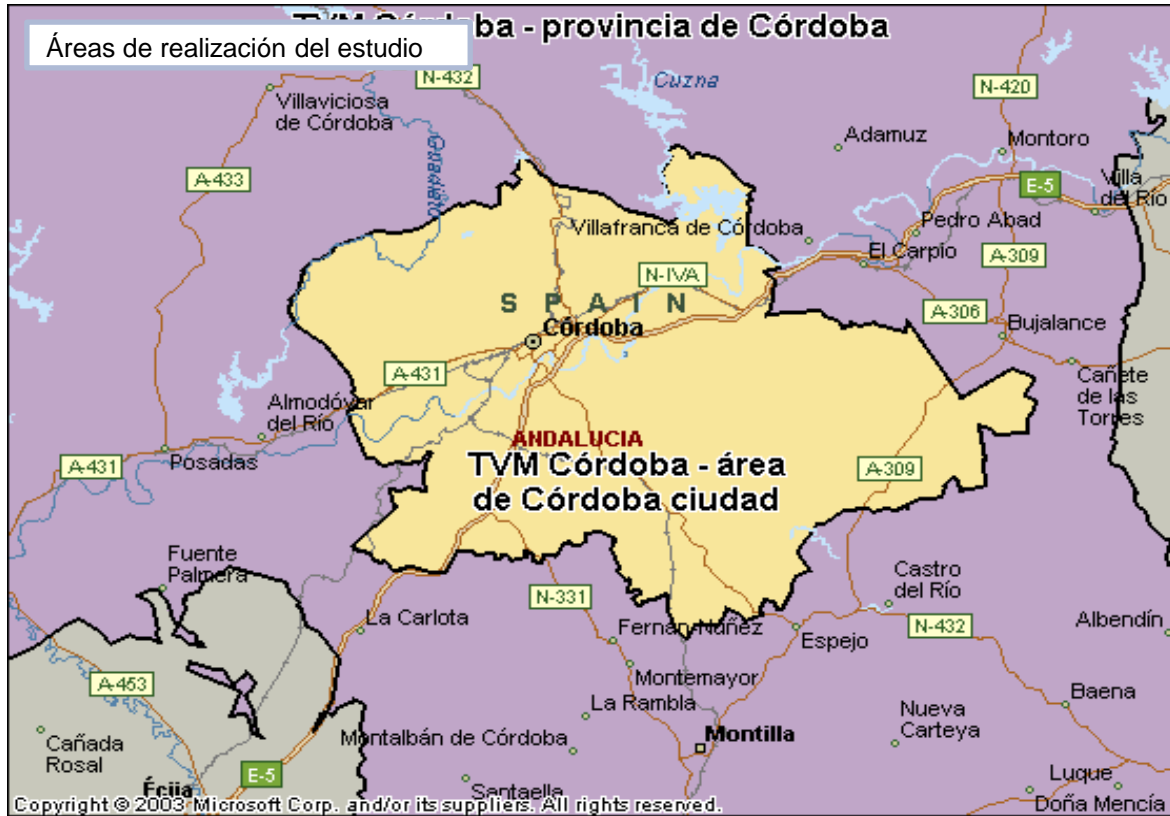 TVM Córdoba - provincia de Córdoba
Áreas de realización del estudio
N-432
Cuzna
N-420
Villaviciosa
de Córdoba
Adamuz
Montoro
A-433
Guadiato
E-5
Villa
del Río
Villafranca de Córdoba
Pedro Abad
El Carpio
A-309
N-IVA
SPAIN
A-306
Córdoba
Bujalance
A-431
Cañete
de las
Torres
Almodóvar
del Río
ANDALUCIA
A-431
Posadas
TVM Córdoba - área
de Córdoba ciudad
A-309
Fuente
Palmera
Castro
del Río
N-331
La Carlota
Fernán-Núñez
Espejo
N-432
Albendín
A-453
Montemayor
La Rambla
Baena
Nueva
Carteya
Cañada
Rosal
Montalbán de Córdoba
Montilla
E-5
Écija
Santaella
Luque
Doña Mencía
Copyright © 2003 Microsoft Corp. and/or its suppliers. All rights reserved.